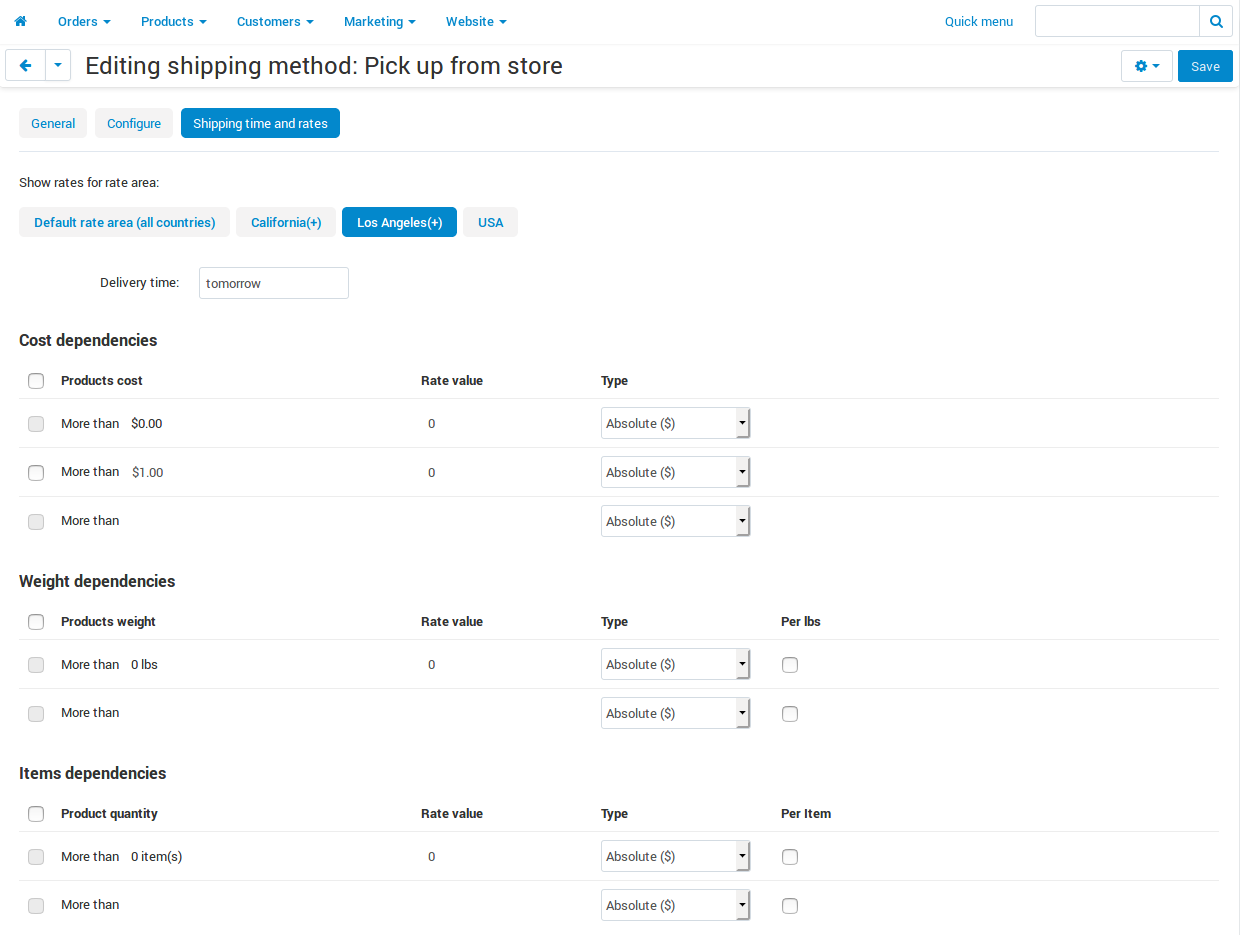 Orders Products Customers Marketing Website Quick menu
Editing shipping method: Pick up from store Save
General Configure Shipping time and rates
Show rates for rate area:
Default rate area (all countries) California(+) Los Angeles(+) USA
Delivery time: tomorrow
Cost dependencies
Products cost Rate value Type
More than $0.00 0 Absolute ($)
More than $1.00 0 Absolute ($)
More than Absolute ($)
Weight dependencies
Products weight Rate value Type Per lbs
More than 0 lbs 0 Absolute ($)
More than Absolute ($)
Items dependencies
Product quantity Rate value Type Per Item
More than 0 item(s) 0 Absolute ($)
More than Absolute ($)